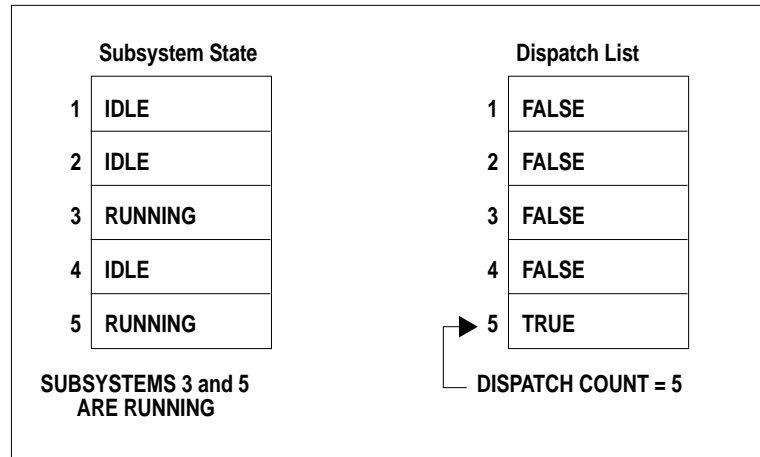 Subsystem State
1 IDLE
2 IDLE
3 RUNNING
4 IDLE
5 RUNNING
SUBSYSTEMS 3 and 5
ARE RUNNING
Dispatch List
1 FALSE
2 FALSE
3 FALSE
4 FALSE
5 TRUE
DISPATCH COUNT = 5